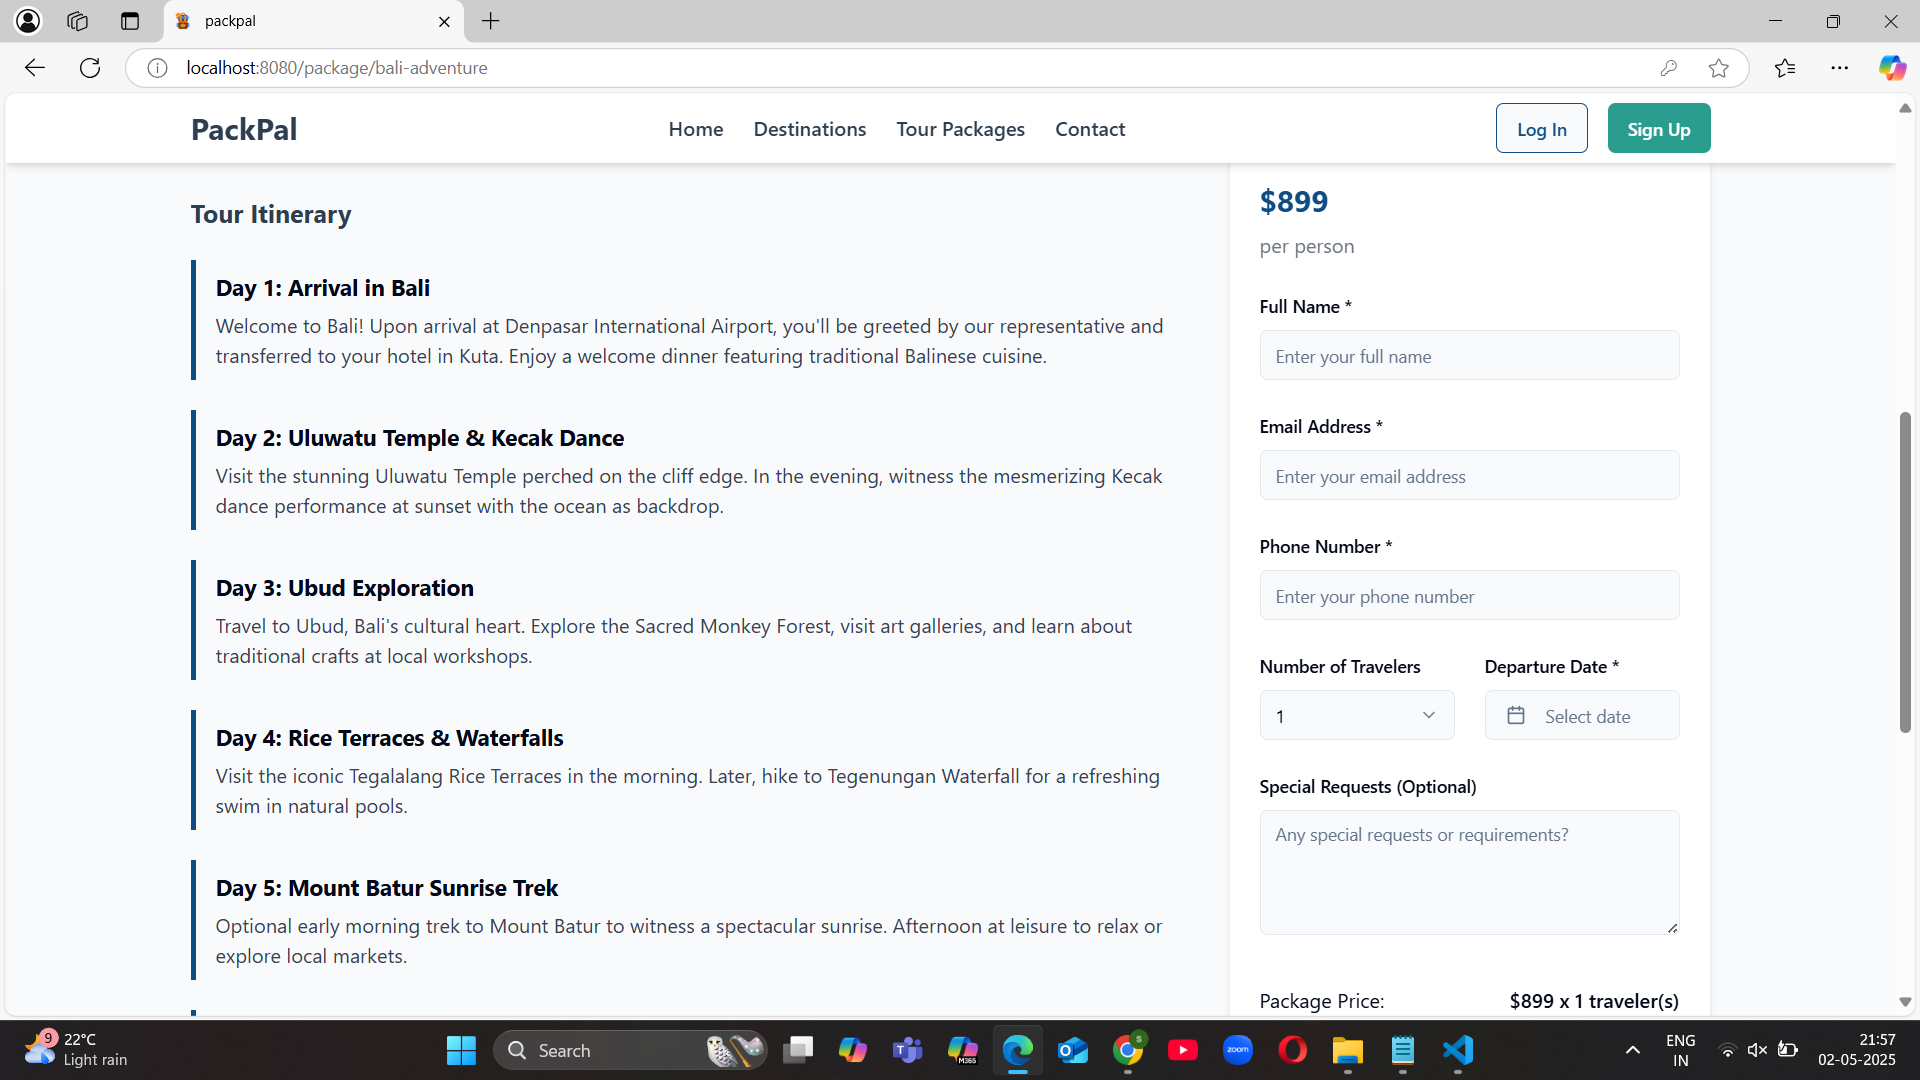 packpal
localhost:8080/package/bali-adventure
PackPal
Home
Destinations
Tour Packages
Contact
Log In
Sign Up
Tour Itinerary
Day 1: Arrival in Bali
Welcome to Bali! Upon arrival at Denpasar International Airport, you'll be greeted by our representative and
transferred to your hotel in Kuta. Enjoy a welcome dinner featuring traditional Balinese cuisine.
Day 2: Uluwatu Temple & Kecak Dance
Visit the stunning Uluwatu Temple perched on the cliff edge. In the evening, witness the mesmerizing Kecak
dance performance at sunset with the ocean as backdrop.
Day 3: Ubud Exploration
Travel to Ubud, Bali's cultural heart. Explore the Sacred Monkey Forest, visit art galleries, and learn about
traditional crafts at local workshops.
Day 4: Rice Terraces & Waterfalls
Visit the iconic Tegalalang Rice Terraces in the morning. Later, hike to Tegenungan Waterfall for a refreshing
swim in natural pools.
Day 5: Mount Batur Sunrise Trek
Optional early morning trek to Mount Batur to witness a spectacular sunrise. Afternoon at leisure to relax or
explore local markets.
$899
per person
Full Name *
Enter your full name
Email Address *
Enter your email address
Phone Number *
Enter your phone number
Number of Travelers
Departure Date *
1
Select date
Special Requests (Optional)
Any special requests or requirements?
Package Price:
$899 x 1 traveler(s)
9
22°C
Light rain
Search
M365
zoom
S
ENG
IN
21:57
02-05-2025